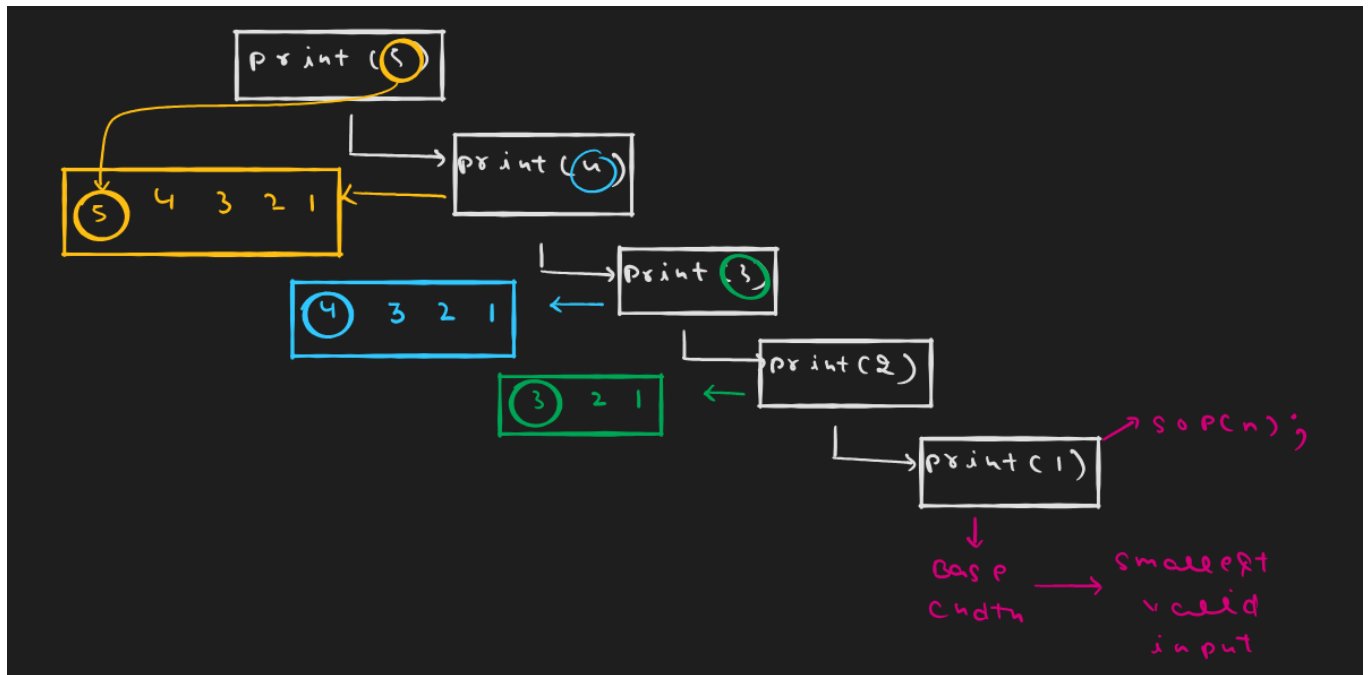 print(5)
print(4)
5 4 3 2 1
print(3)
4 3 2 1
print(2)
3 2 1
SOP(n);
print(1)
Base
cndtn
smallest
valid
input